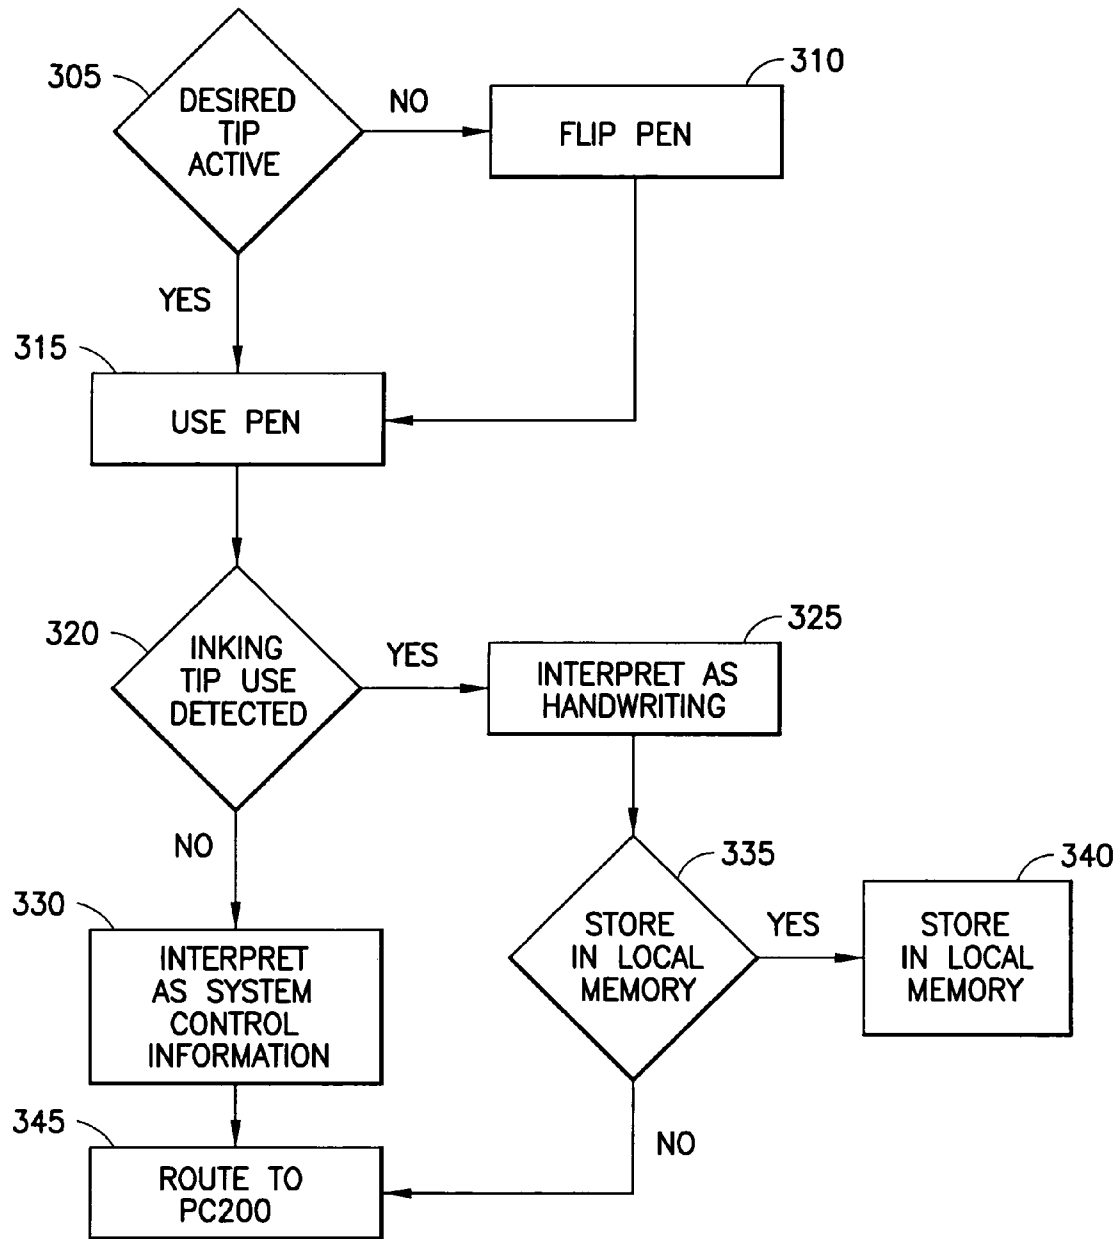 305
DESIRED
TIP
ACTIVE
NO
310
FLIP PEN
YES
315
USE PEN
320
INKING
TIP USE
DETECTED
YES
325
INTERPRET AS
HANDWRITING
NO
335
STORE
IN LOCAL
MEMORY
YES
340
STORE
IN LOCAL
MEMORY
330
INTERPRET
AS SYSTEM
CONTROL
INFORMATION
NO
345
ROUTE TO
PC200